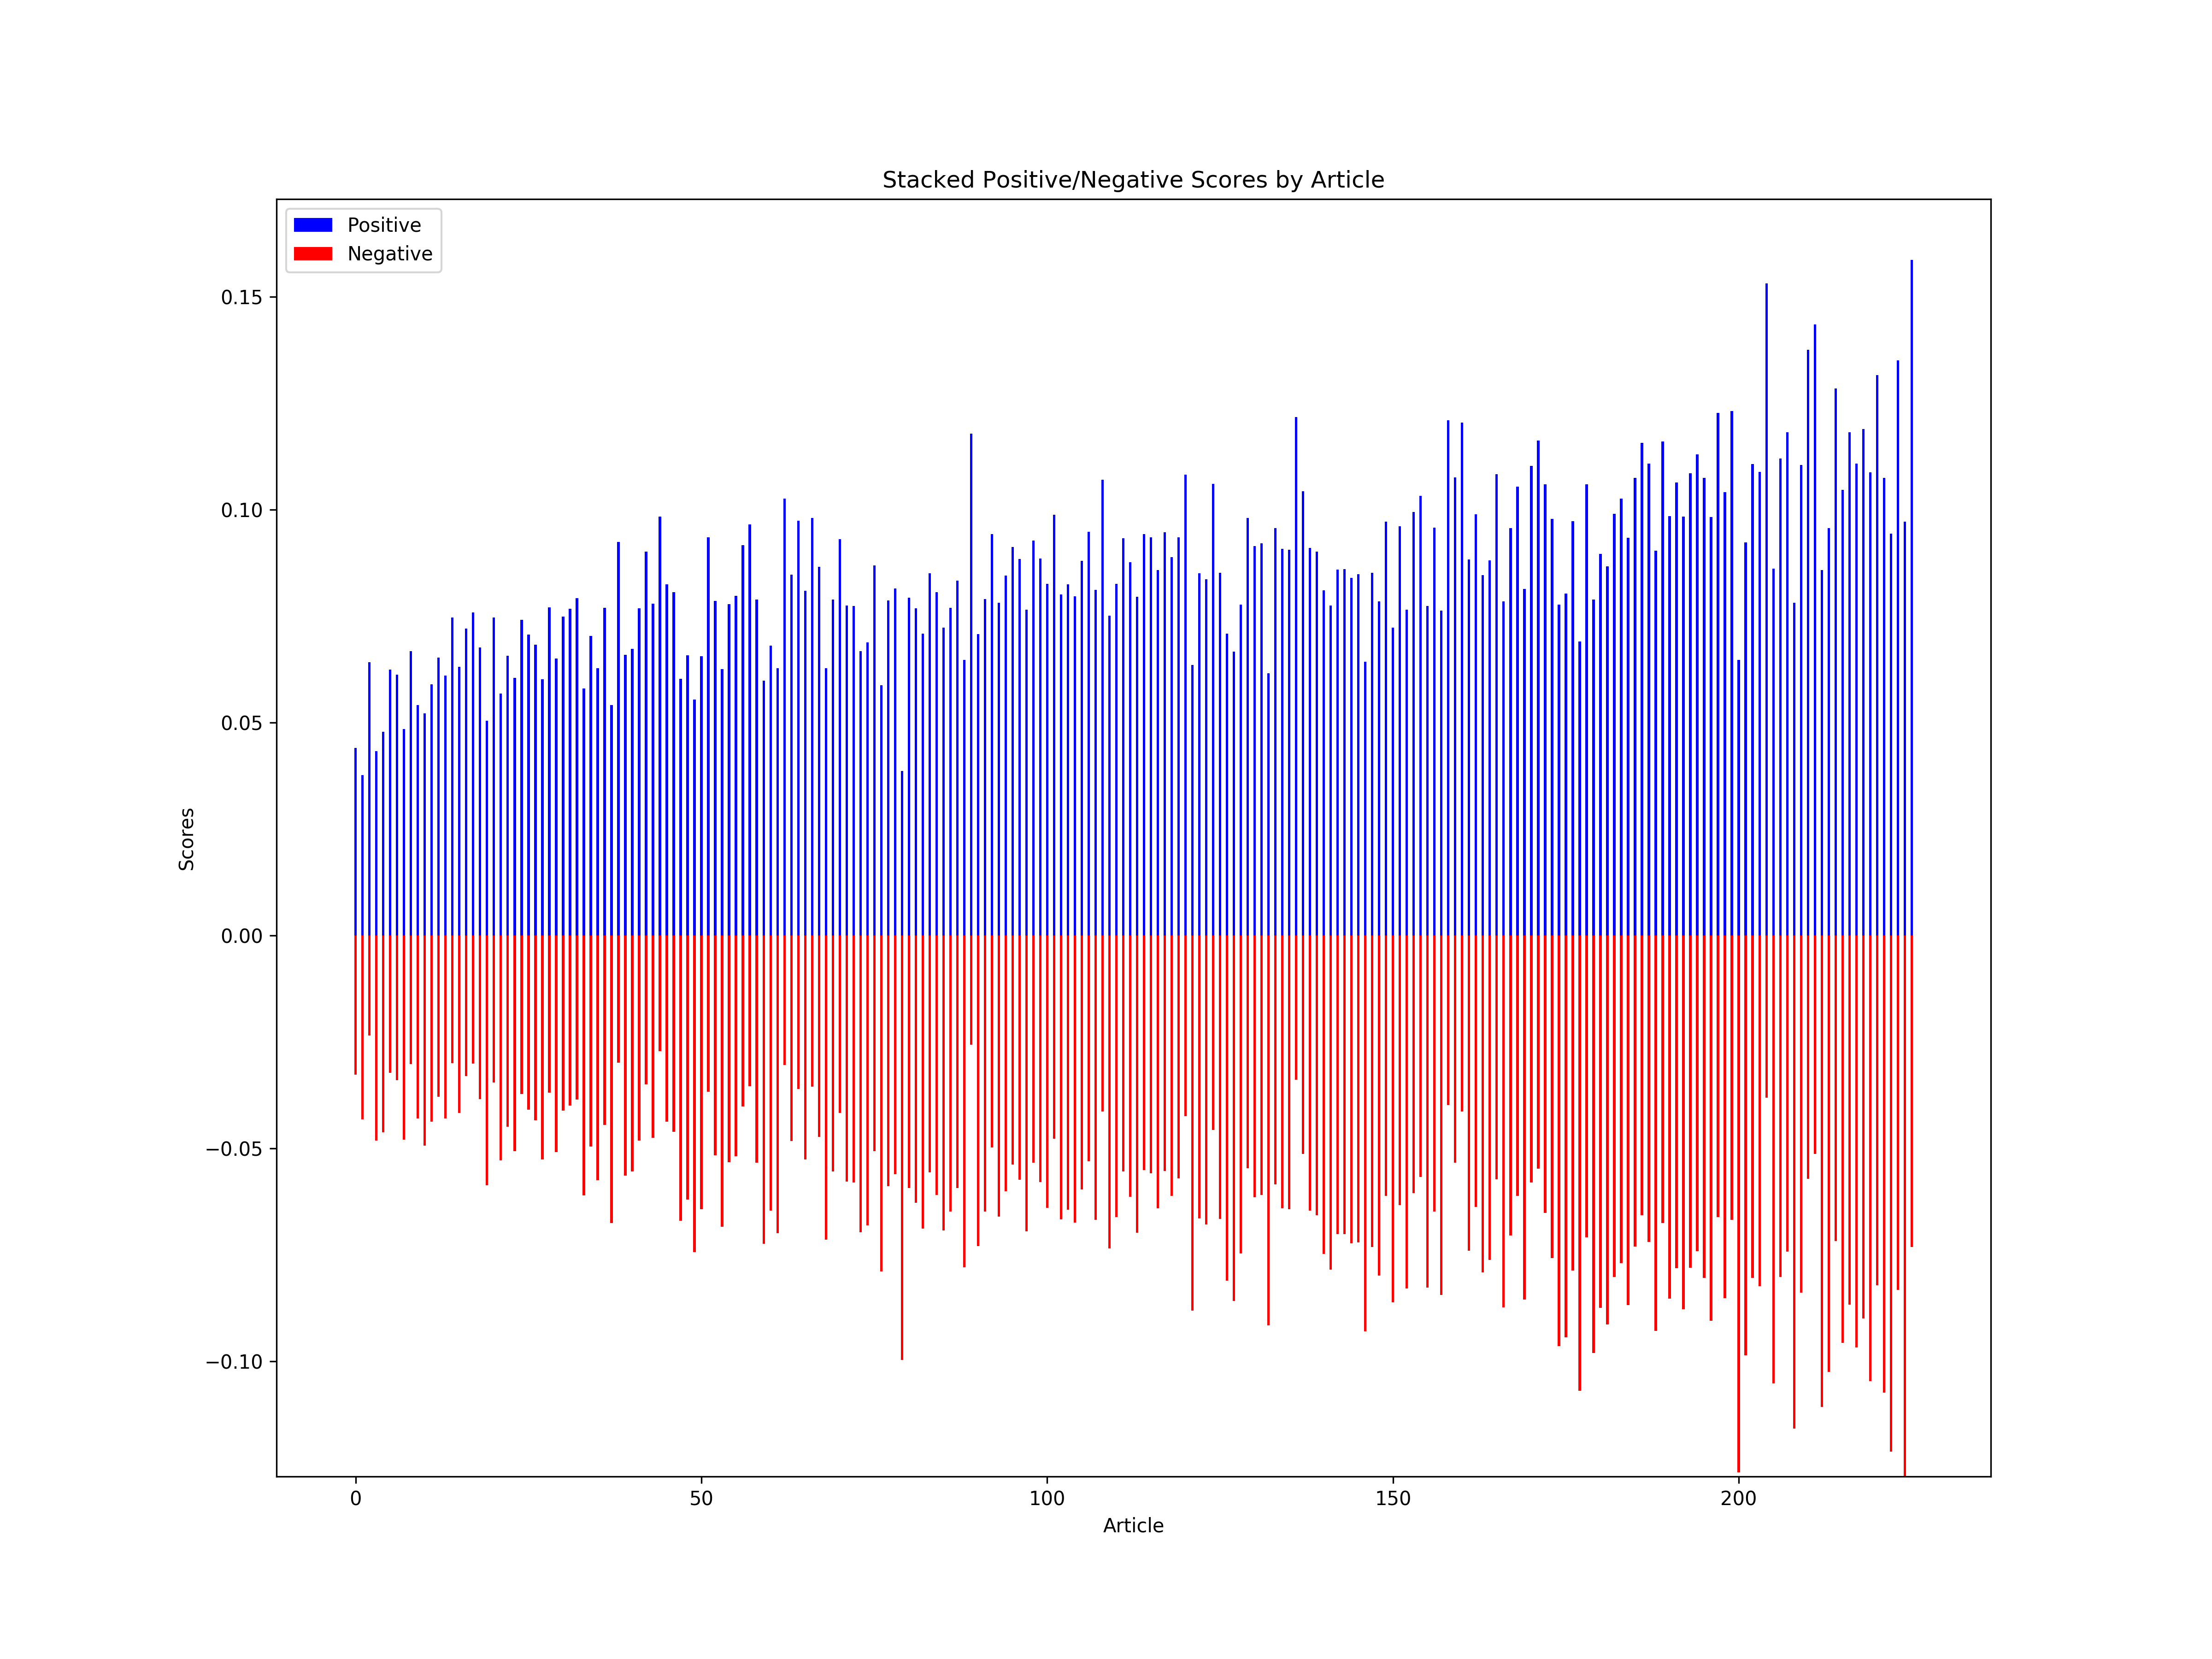 Stacked Positive/Negative Scores by Article
Positive
Negative
0.15
0.10
0.05
0.00
−0.05
−0.10
Scores
0 50 100 150 200
Article